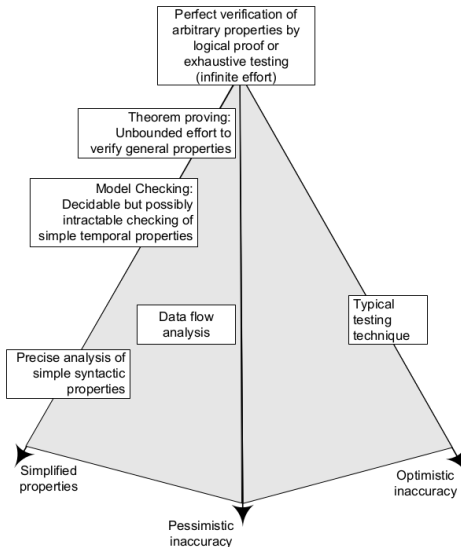 Perfect verification of
arbitrary properties by
logical proof or
exhaustive testing
(infinite effort)
Theorem proving:
Unbounded effort to
verify general properties
Model Checking:
Decidable but possibly
intractable checking of
simple temporal properties
Data flow
analysis
Typical
testing
technique
Precise analysis of
simple syntactic
properties
Simplified
properties
Optimistic
inaccuracy
Pessimistic
inaccuracy